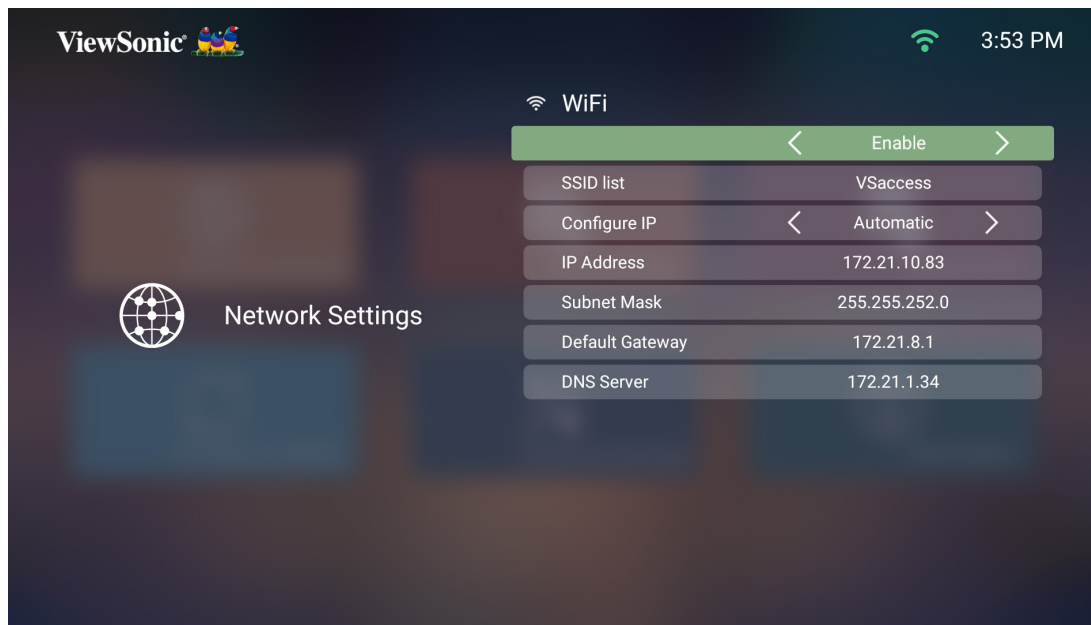 ViewSonic®
3:53 PM
WiFi
Enable
SSID list VSaccess
Configure IP Automatic
IP Address 172.21.10.83
Subnet Mask 255.255.252.0
Default Gateway 172.21.8.1
DNS Server 172.21.1.34
Network Settings